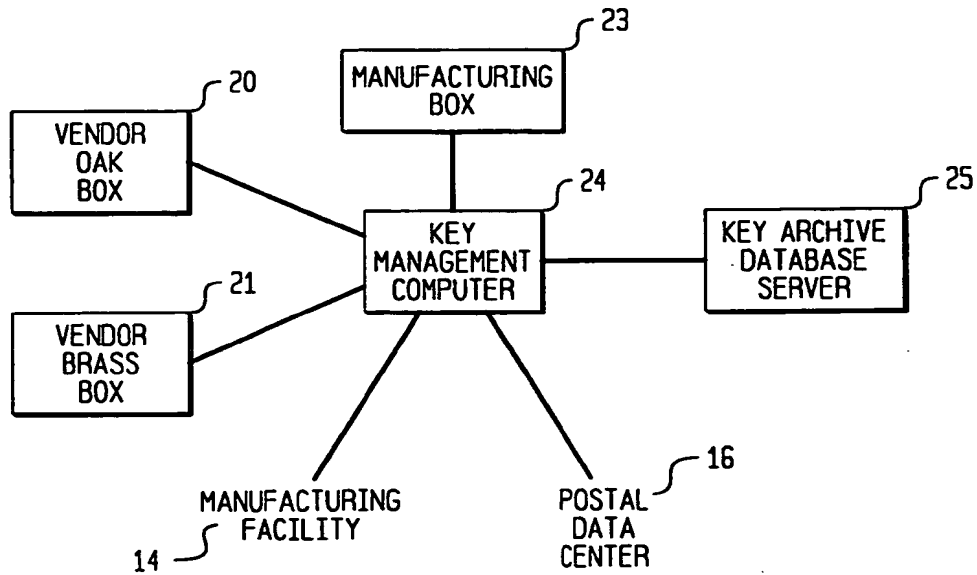 23
MANUFACTURING
BOX
20
VENDOR
OAK
BOX
24
KEY
MANAGEMENT
COMPUTER
25
KEY ARCHIVE
DATABASE
SERVER
21
VENDOR
BRASS
BOX
MANUFACTURING
FACILITY
14
16
POSTAL
DATA
CENTER